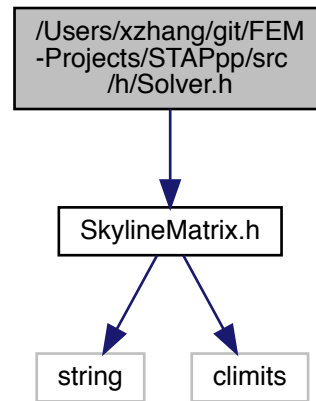 /Users/xzhang/git/FEM
-Projects/STAPpp/src
/h/Solver.h
SkylineMatrix.h
string
climits